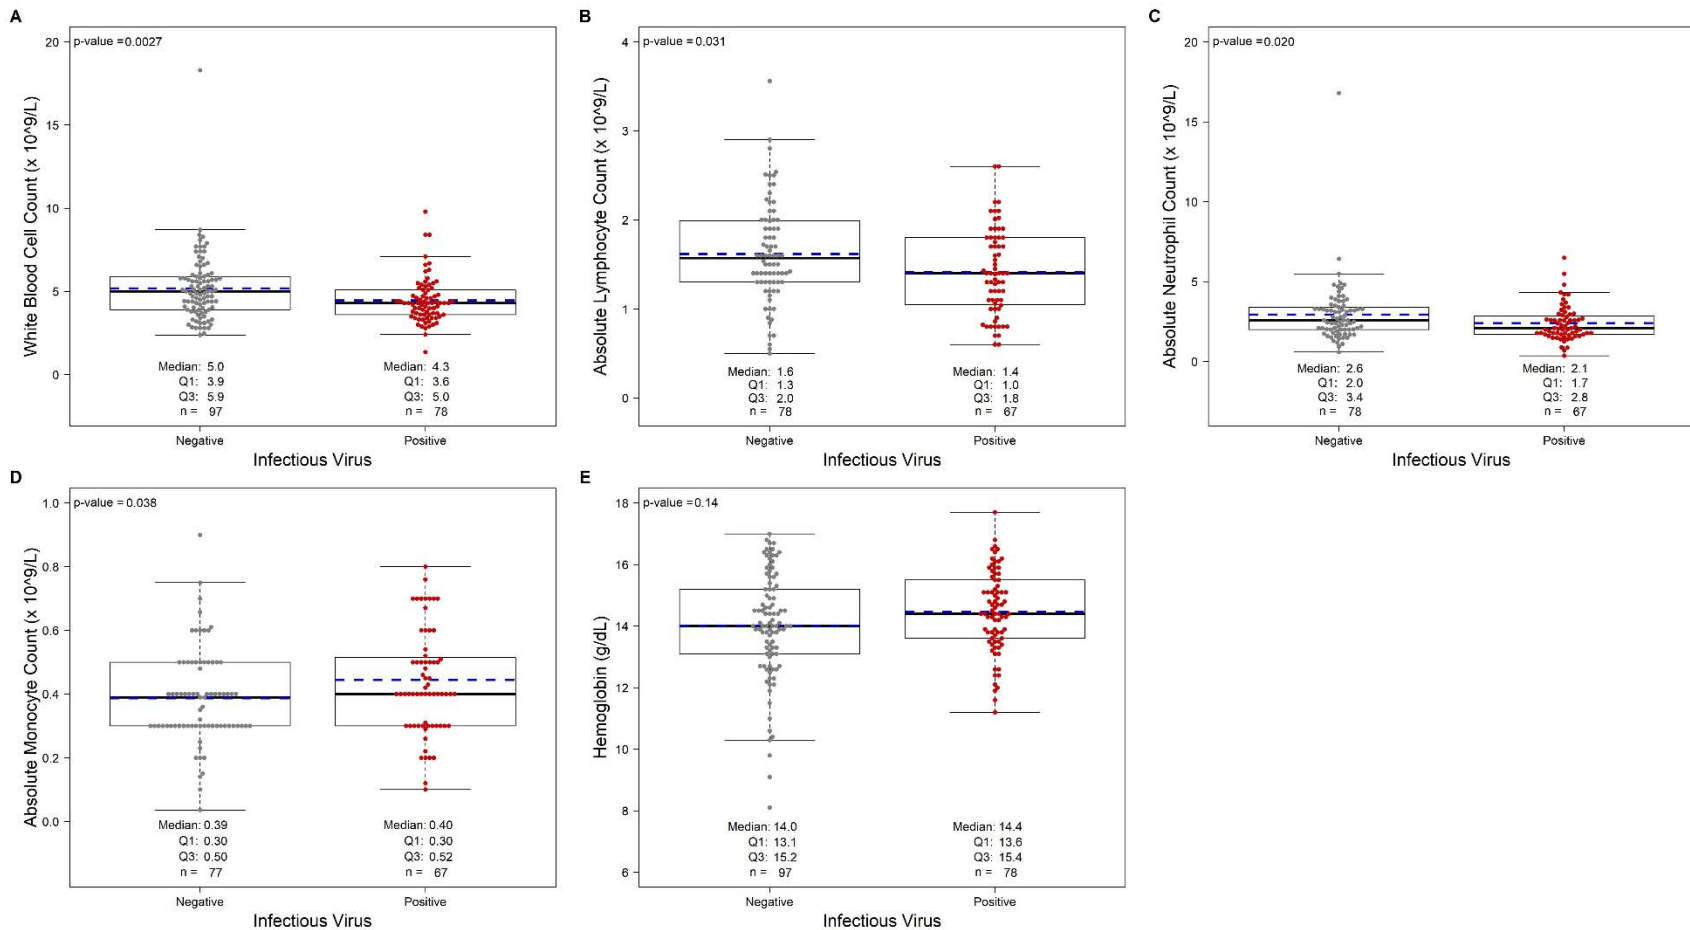 A
p-value = 0.0027
White Blood Cell Count (x 10^9/L)
20
15
10
5
0
Median: 5.0
Q1: 3.9
Q3: 5.9
n = 97
Median: 4.3
Q1: 3.6
Q3: 5.0
n = 78
Negative
Positive
Infectious Virus
B
p-value = 0.031
Absolute Lymphocyte Count (x 10^9/L)
4
3
2
1
0
Median: 1.6
Q1: 1.3
Q3: 2.0
n = 78
Median: 1.4
Q1: 1.0
Q3: 1.8
n = 67
Negative
Positive
Infectious Virus
C
p-value = 0.020
Absolute Neutrophil Count (x 10^9/L)
20
15
10
5
0
Median: 2.6
Q1: 2.0
Q3: 3.4
n = 78
Median: 2.1
Q1: 1.7
Q3: 2.8
n = 67
Negative
Positive
Infectious Virus
D
p-value = 0.038
Absolute Monocyte Count (x 10^9/L)
1.0
0.8
0.6
0.4
0.2
0.0
Median: 0.39
Q1: 0.30
Q3: 0.50
n = 77
Median: 0.40
Q1: 0.30
Q3: 0.52
n = 67
Negative
Positive
Infectious Virus
E
p-value = 0.14
Hemoglobin (g/dL)
18
16
14
12
10
8
6
Median: 14.0
Q1: 13.1
Q3: 15.2
n = 97
Median: 14.4
Q1: 13.6
Q3: 15.4
n = 78
Negative
Positive
Infectious Virus